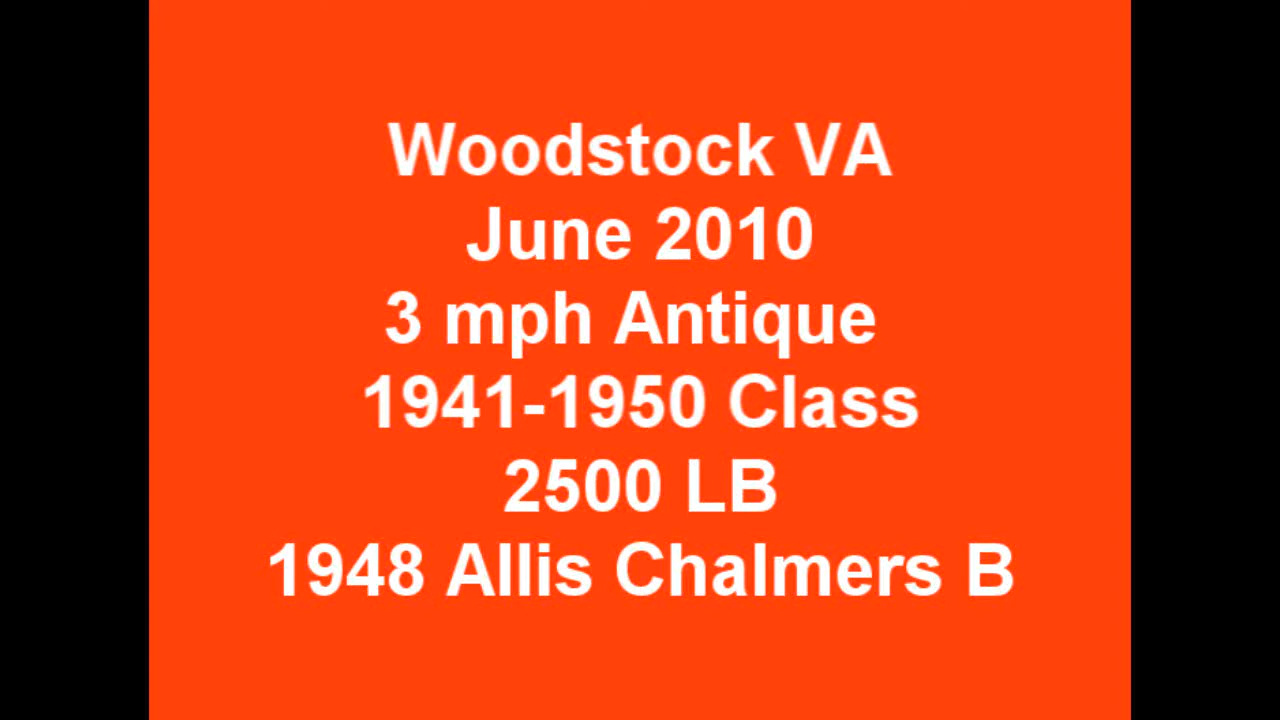 Woodstock VA
June 2010
3 mph Antique
1941-1950 Class
2500 LB
1948 Allis Chalmers B